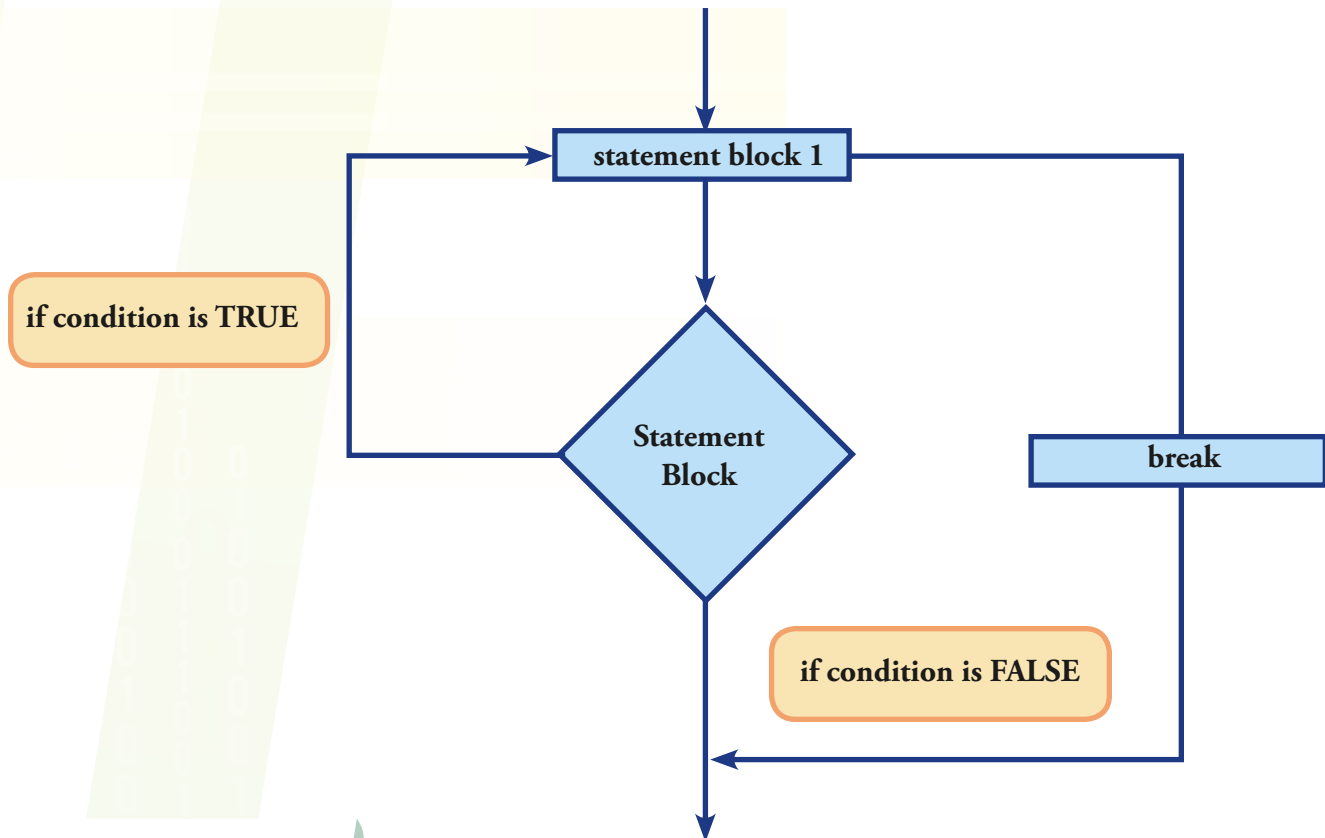 statement block 1
if condition is TRUE
Statement
Block
break
if condition is FALSE